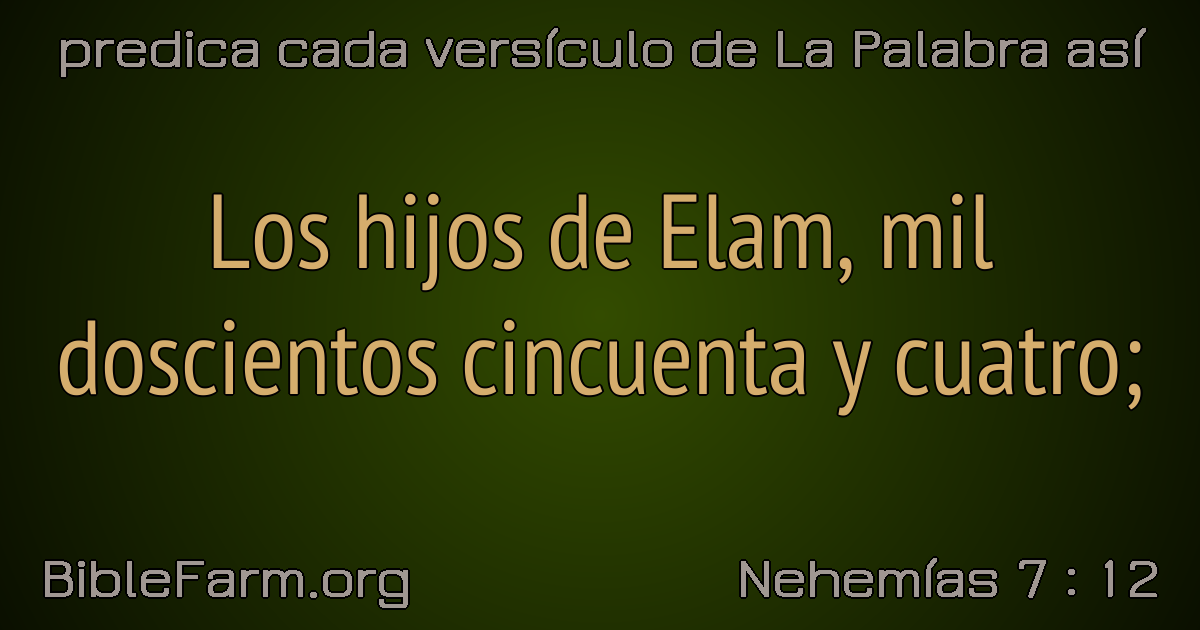 predica cada versículo de La Palabra así
Los hijos de Elam, mil
doscientos cincuenta y cuatro;
BibleFarm.org
Nehemías 7 : 12